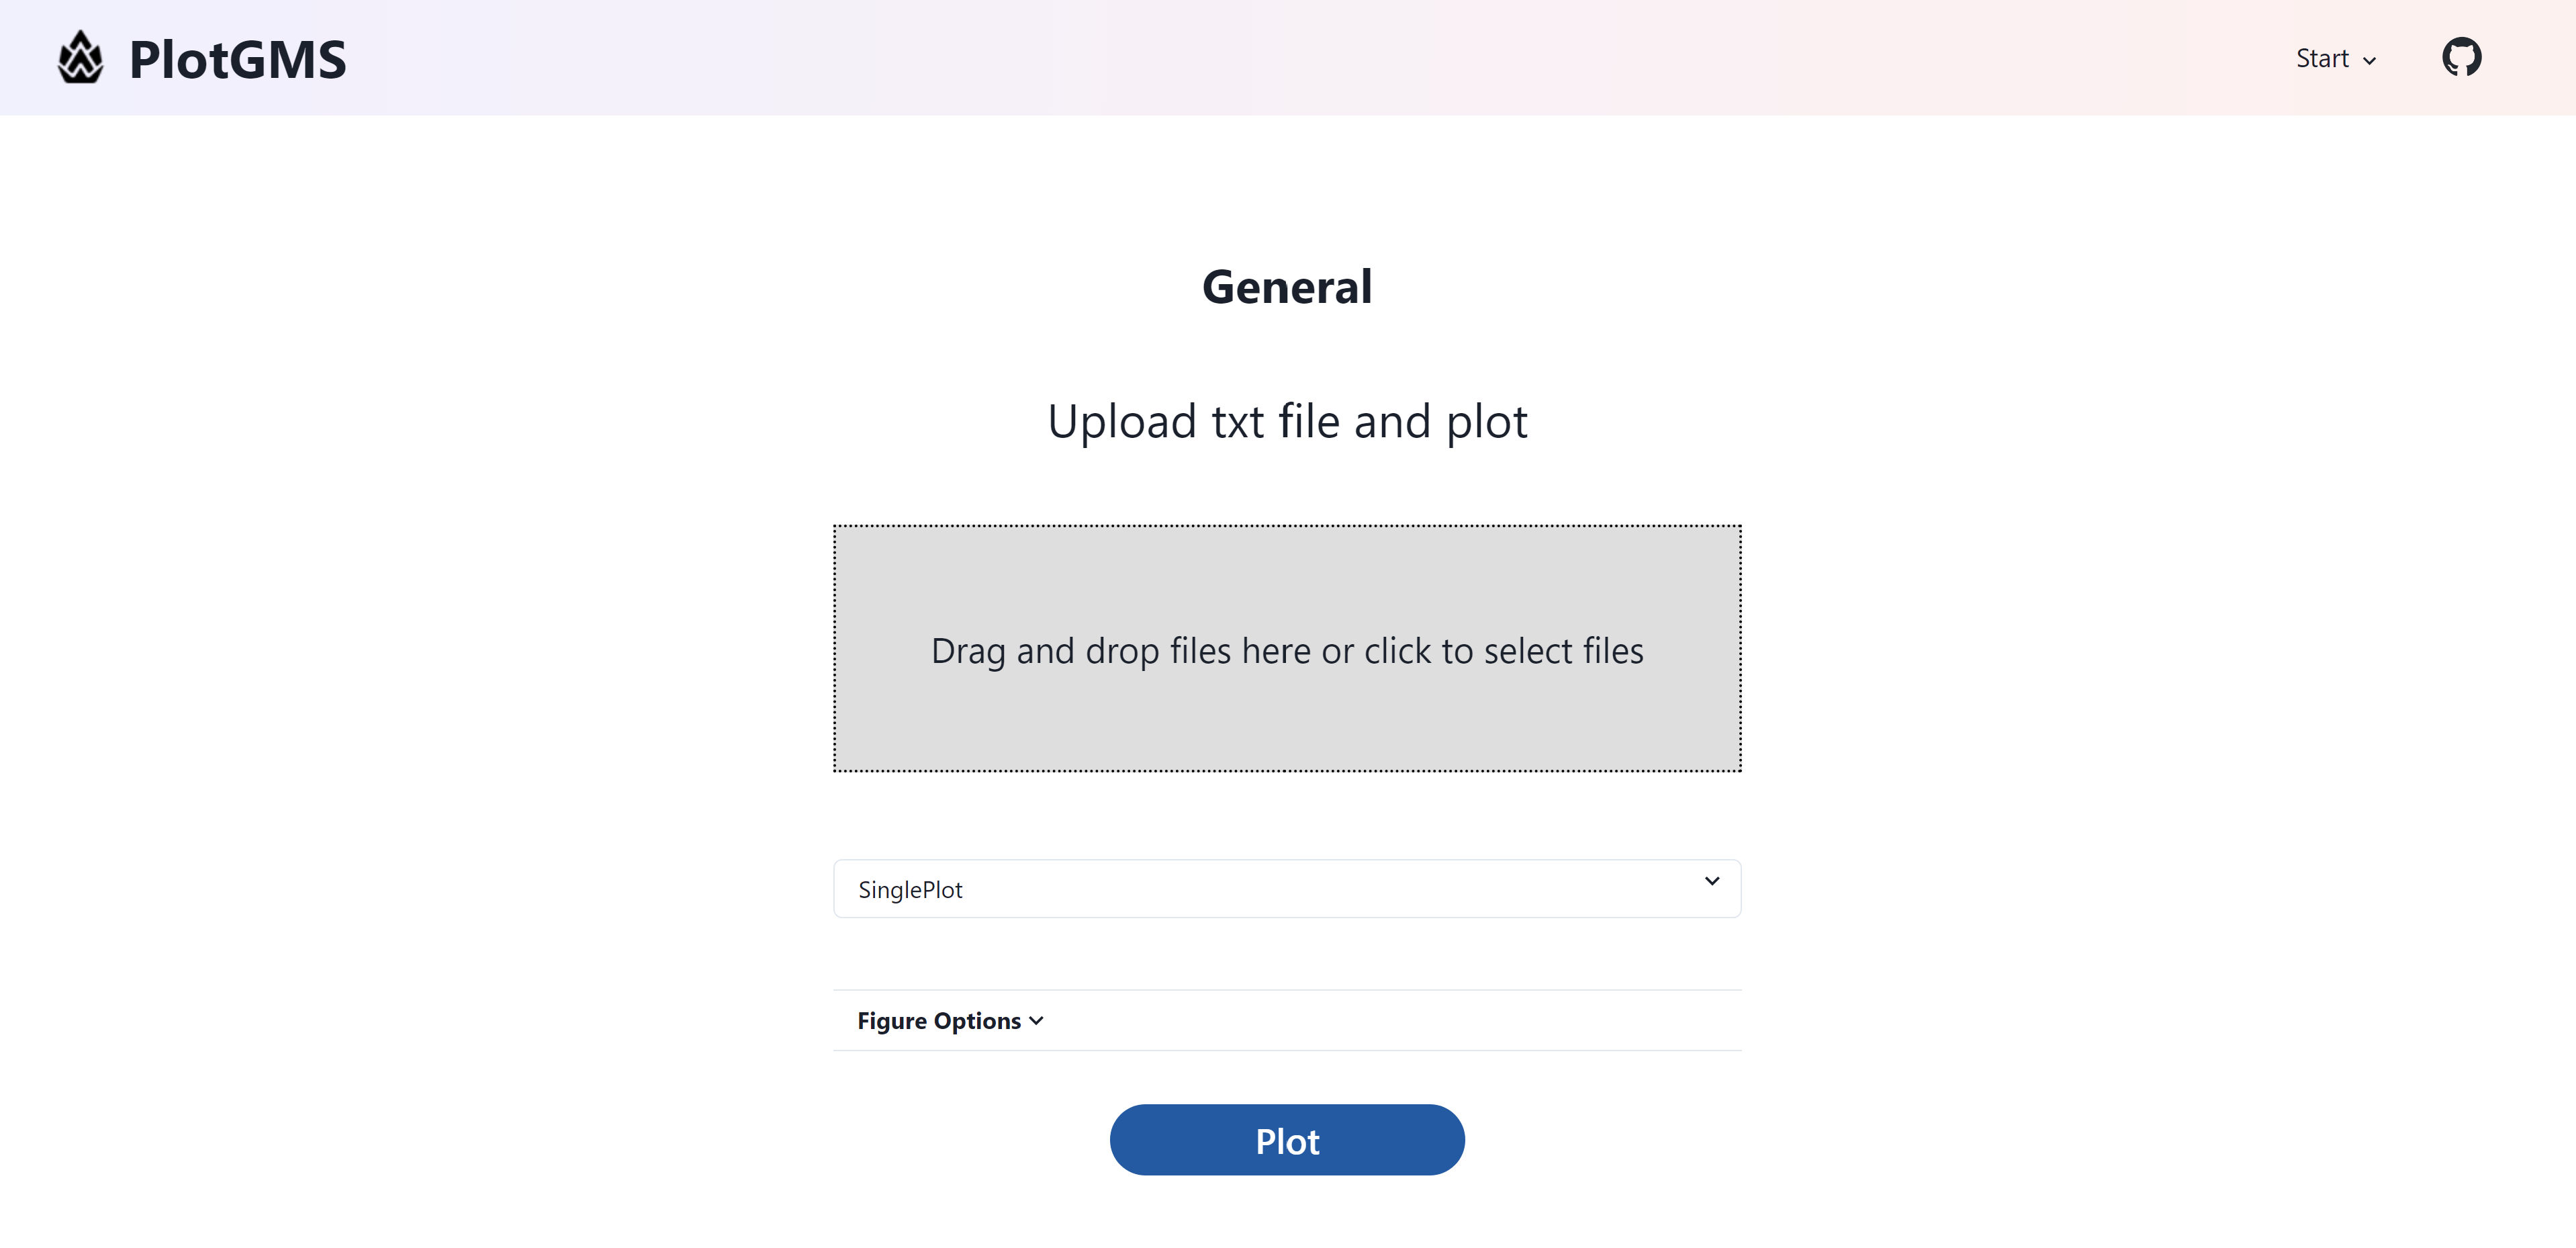 PlotGMS
Start
General
Upload txt file and plot
Drag and drop files here or click to select files
SinglePlot
Figure Options
Plot